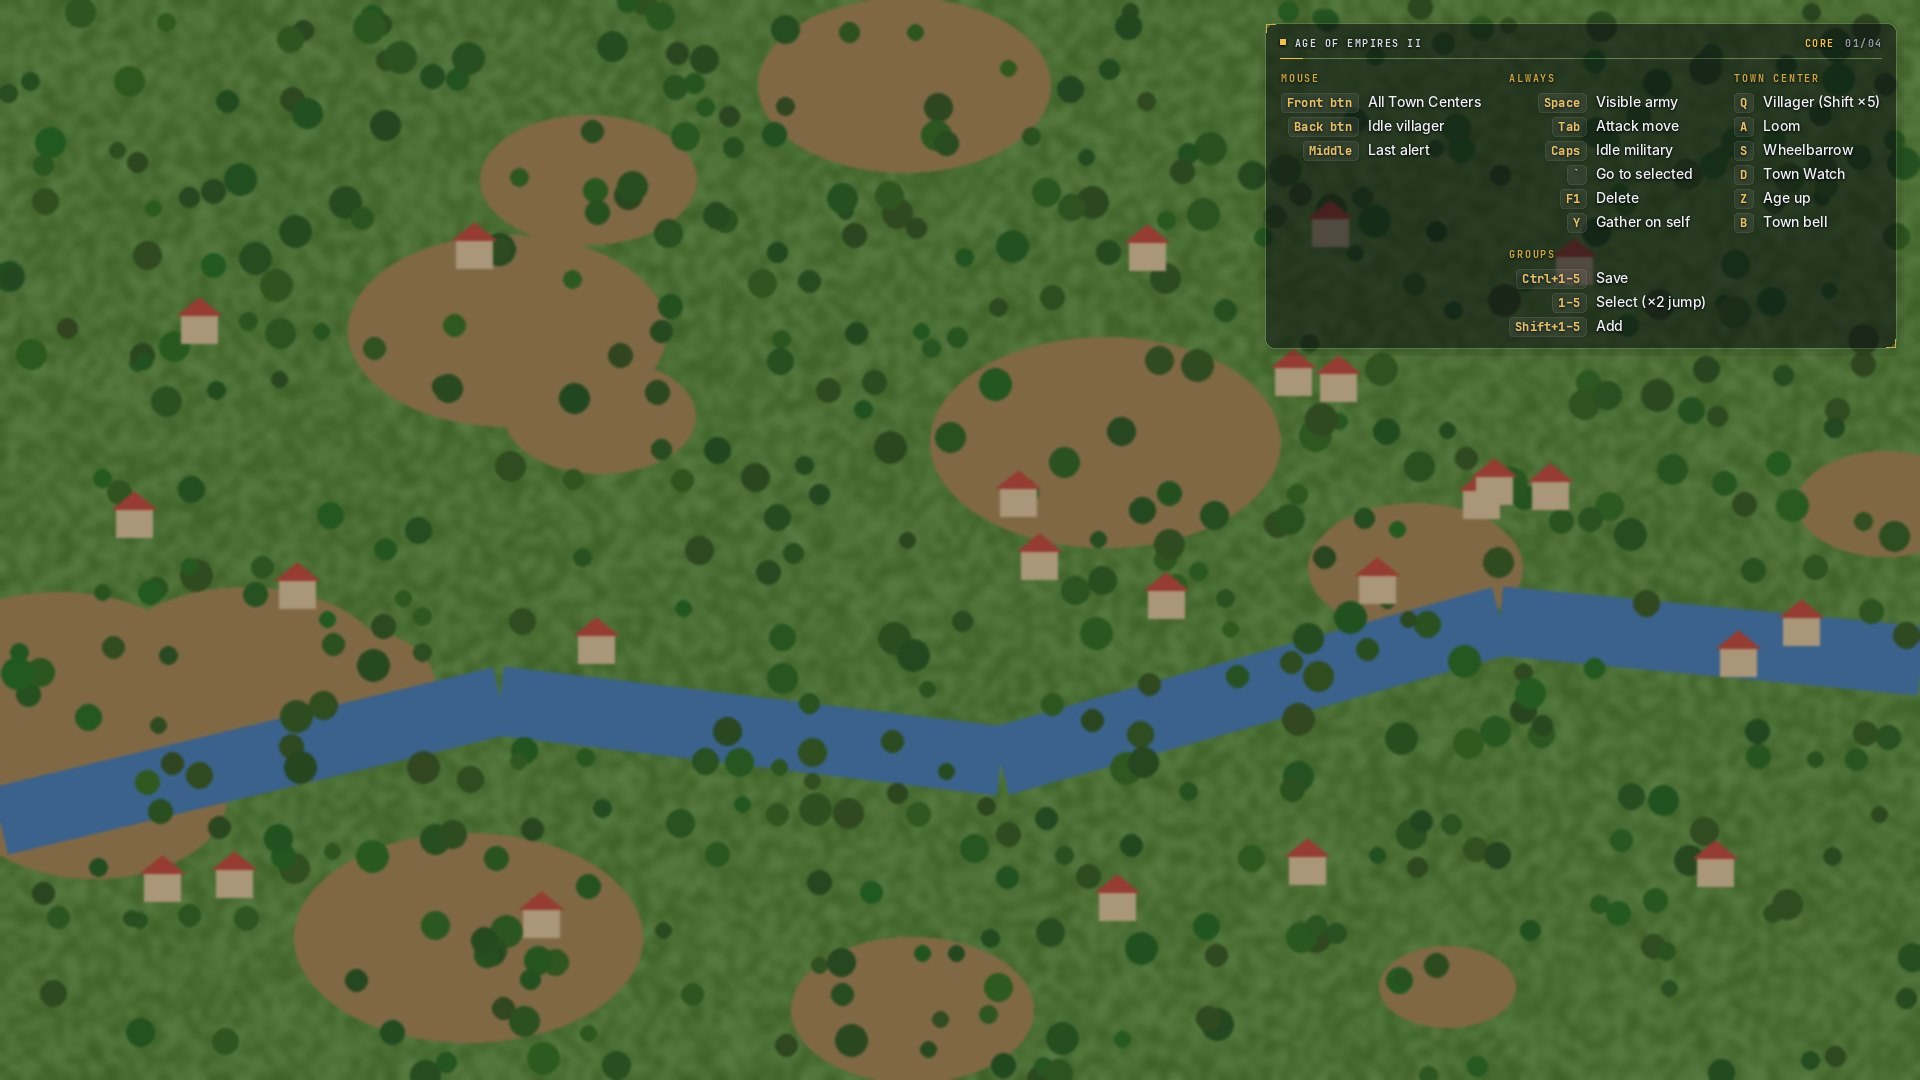 AGE OF EMPIRES II
CORE 01/04
MOUSE
Front btn All Town Centers
Back btn Idle villager
Middle Last alert
ALWAYS
Space Visible army
Tab Attack move
Caps Idle military
` Go to selected
F1 Delete
Y Gather on self
GROUPS
Ctrl+1-5 Save
1-5 Select (×2 jump)
Shift+1-5 Add
TOWN CENTER
Q Villager (Shift ×5)
A Loom
S Wheelbarrow
D Town Watch
Z Age up
B Town bell